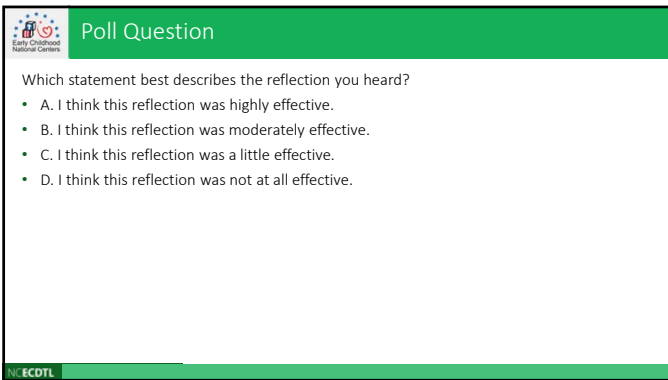 Early Childhood
National Centers
Poll Question
Which statement best describes the reflection you heard?
• A. I think this reflection was highly effective.
• B. I think this reflection was moderately effective.
• C. I think this reflection was a little effective.
• D. I think this reflection was not at all effective.
NCECDTL